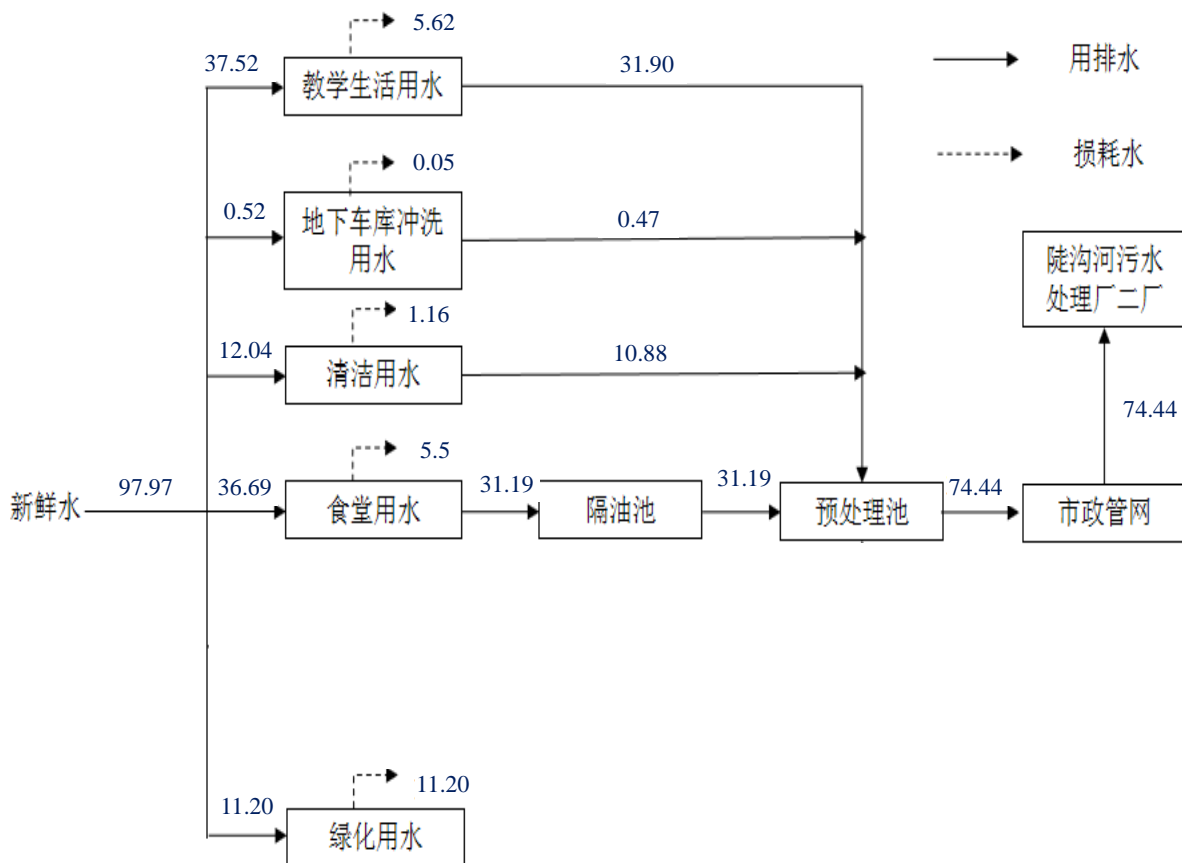 5.62
37.52
教学生活用水
31.90
用排水
0.05
损耗水
0.52
地下车库冲洗
用水
0.47
陡沟河污水
处理厂二厂
1.16
12.04
清洁用水
10.88
74.44
5.5
新鲜水
97.97
36.69
食堂用水
31.19
隔油池
31.19
预处理池
74.44
市政管网
11.20
11.20
绿化用水